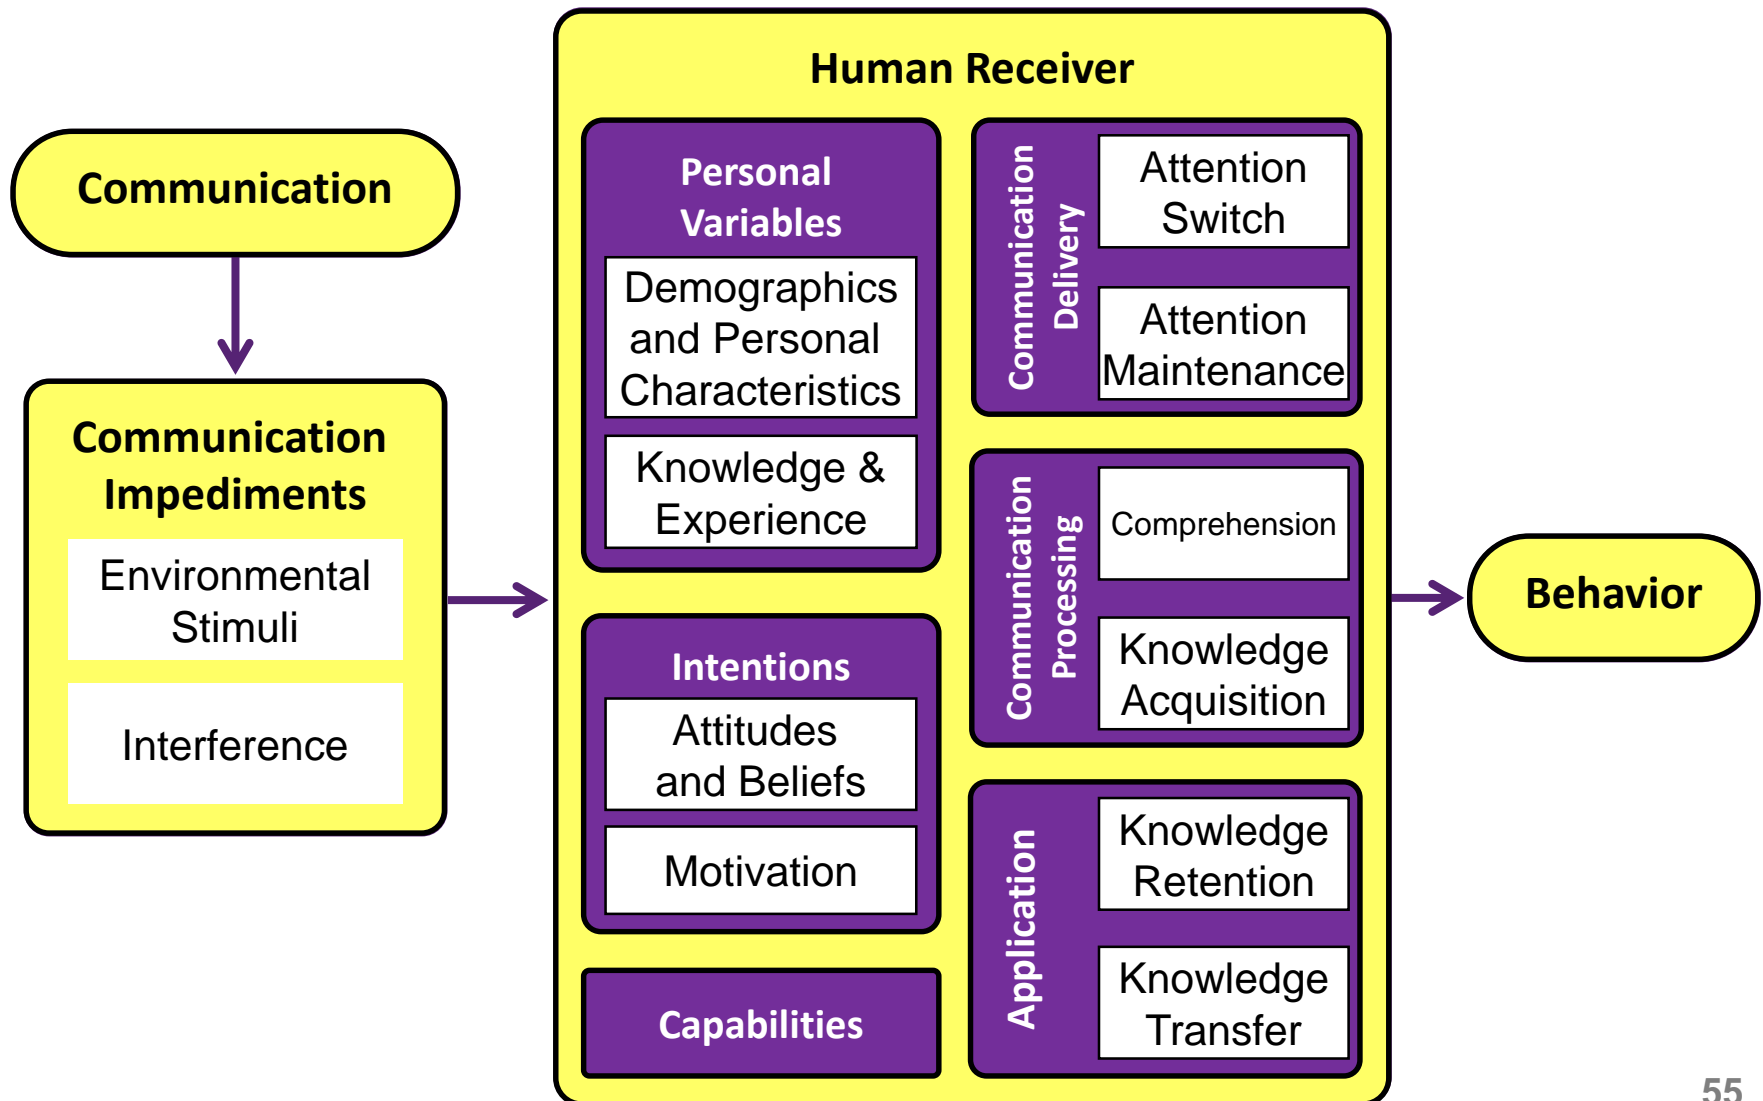 Communication
Communication
Impediments
Environmental
Stimuli
Interference
Human Receiver
Personal
Variables
Demographics
and Personal
Characteristics
Knowledge &
Experience
Intentions
Attitudes
and Beliefs
Motivation
Capabilities
Communication
Delivery
Attention
Switch
Attention
Maintenance
Communication
Processing
Comprehension
Knowledge
Acquisition
Application
Knowledge
Retention
Knowledge
Transfer
Behavior
55